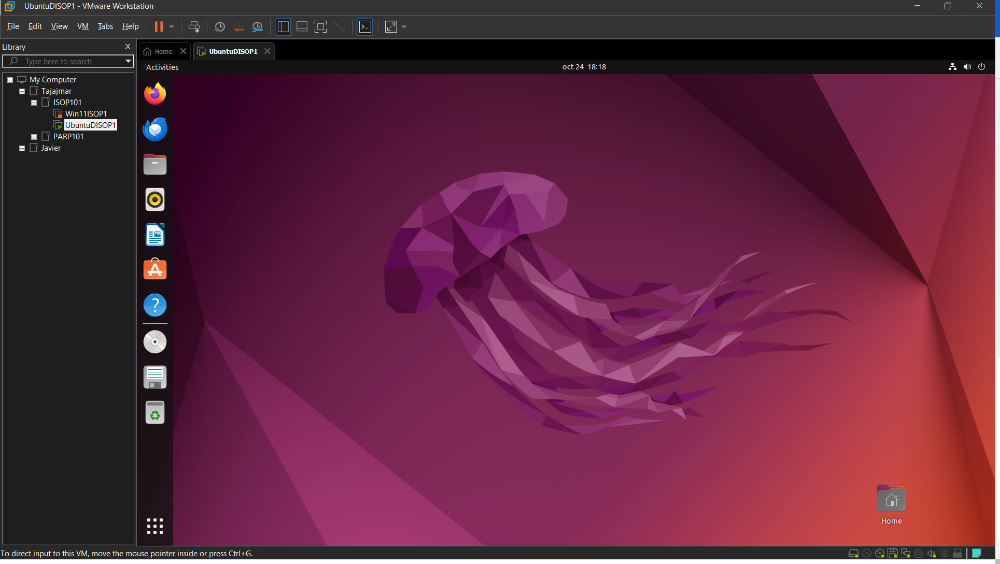 UbuntuDISOP1 - VMware Workstation
File Edit View VM Tabs Help
Library
Type here to search
My Computer
Tajajmar
ISOP101
Win11ISOP1
UbuntuDISOP1
PARP101
Javier
Home
UbuntuDISOP1
Activities
oct 24 18:18
Home
To direct input to this VM, move the mouse pointer inside or press Ctrl+G.